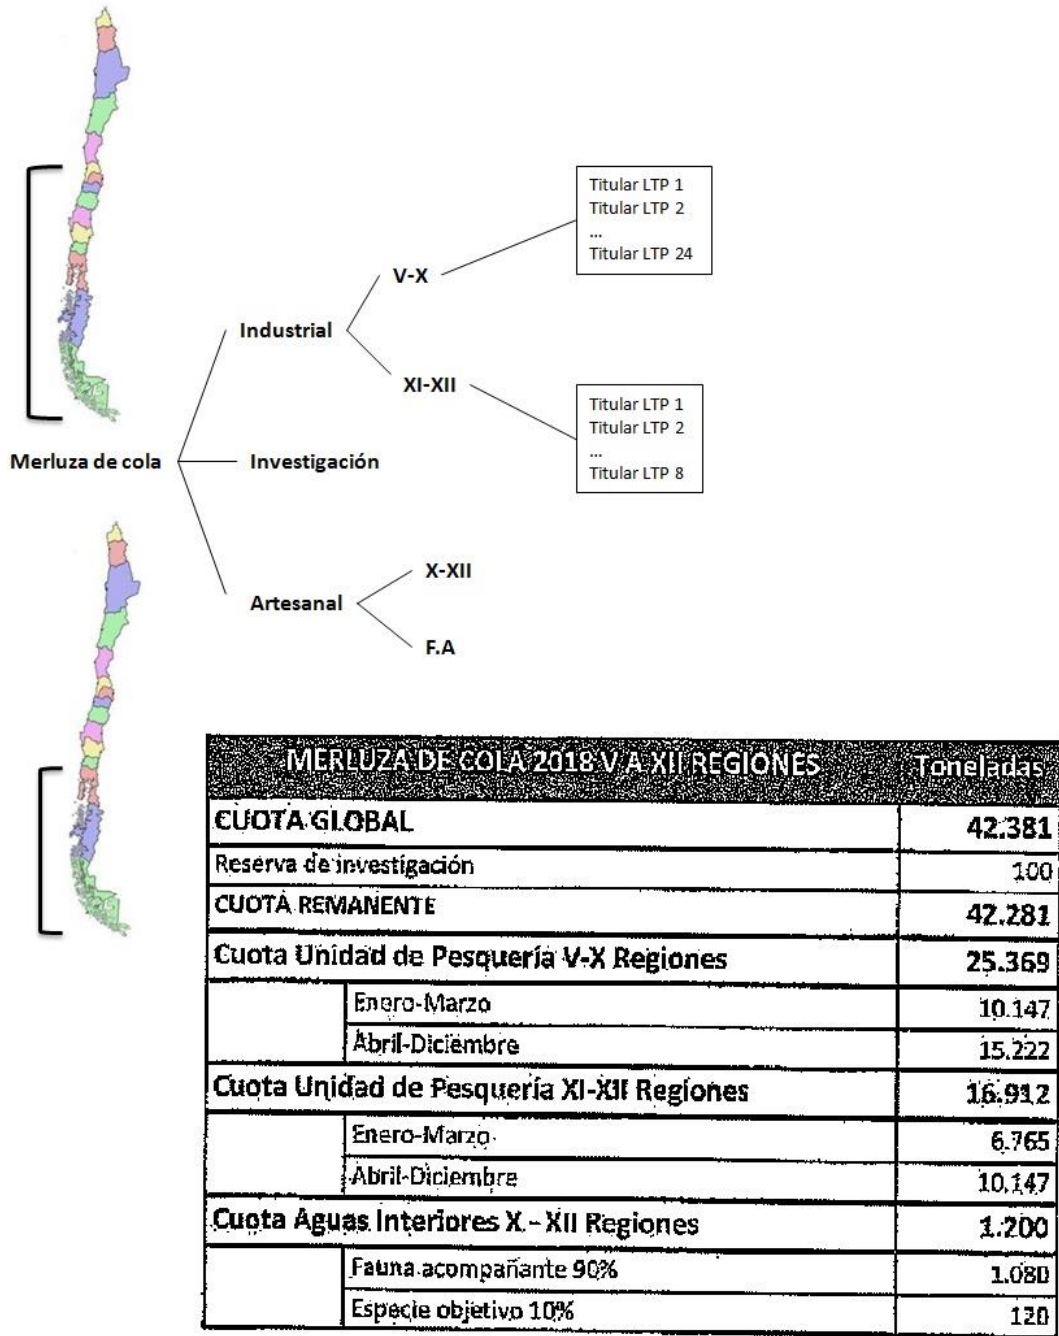 Titular LTP 1
Titular LTP 2
...
Titular LTP 24
V-X
Industrial
XI-XII
Titular LTP 1
Titular LTP 2
...
Titular LTP 8
Merluza de cola
Investigación
X-XII
Artesanal
F.A
MERLUZA DE COLA 2018 V A XII REGIONES Toneladas
CUOTA GLOBAL 42.381
Reserva de investigación 100
CUOTA REMANENTE 42.281
Cuota Unidad de Pesquería V-X Regiones 25.369
Enero-Marzo 10.147
Abril-Diciembre 15.222
Cuota Unidad de Pesquería XI-XII Regiones 16.912
Enero-Marzo 6.765
Abril-Diciembre 10.147
Cuota Aguas Interiores X - XII Regiones 1.200
Fauna acompañante 90% 1.080
Especie objetivo 10% 120